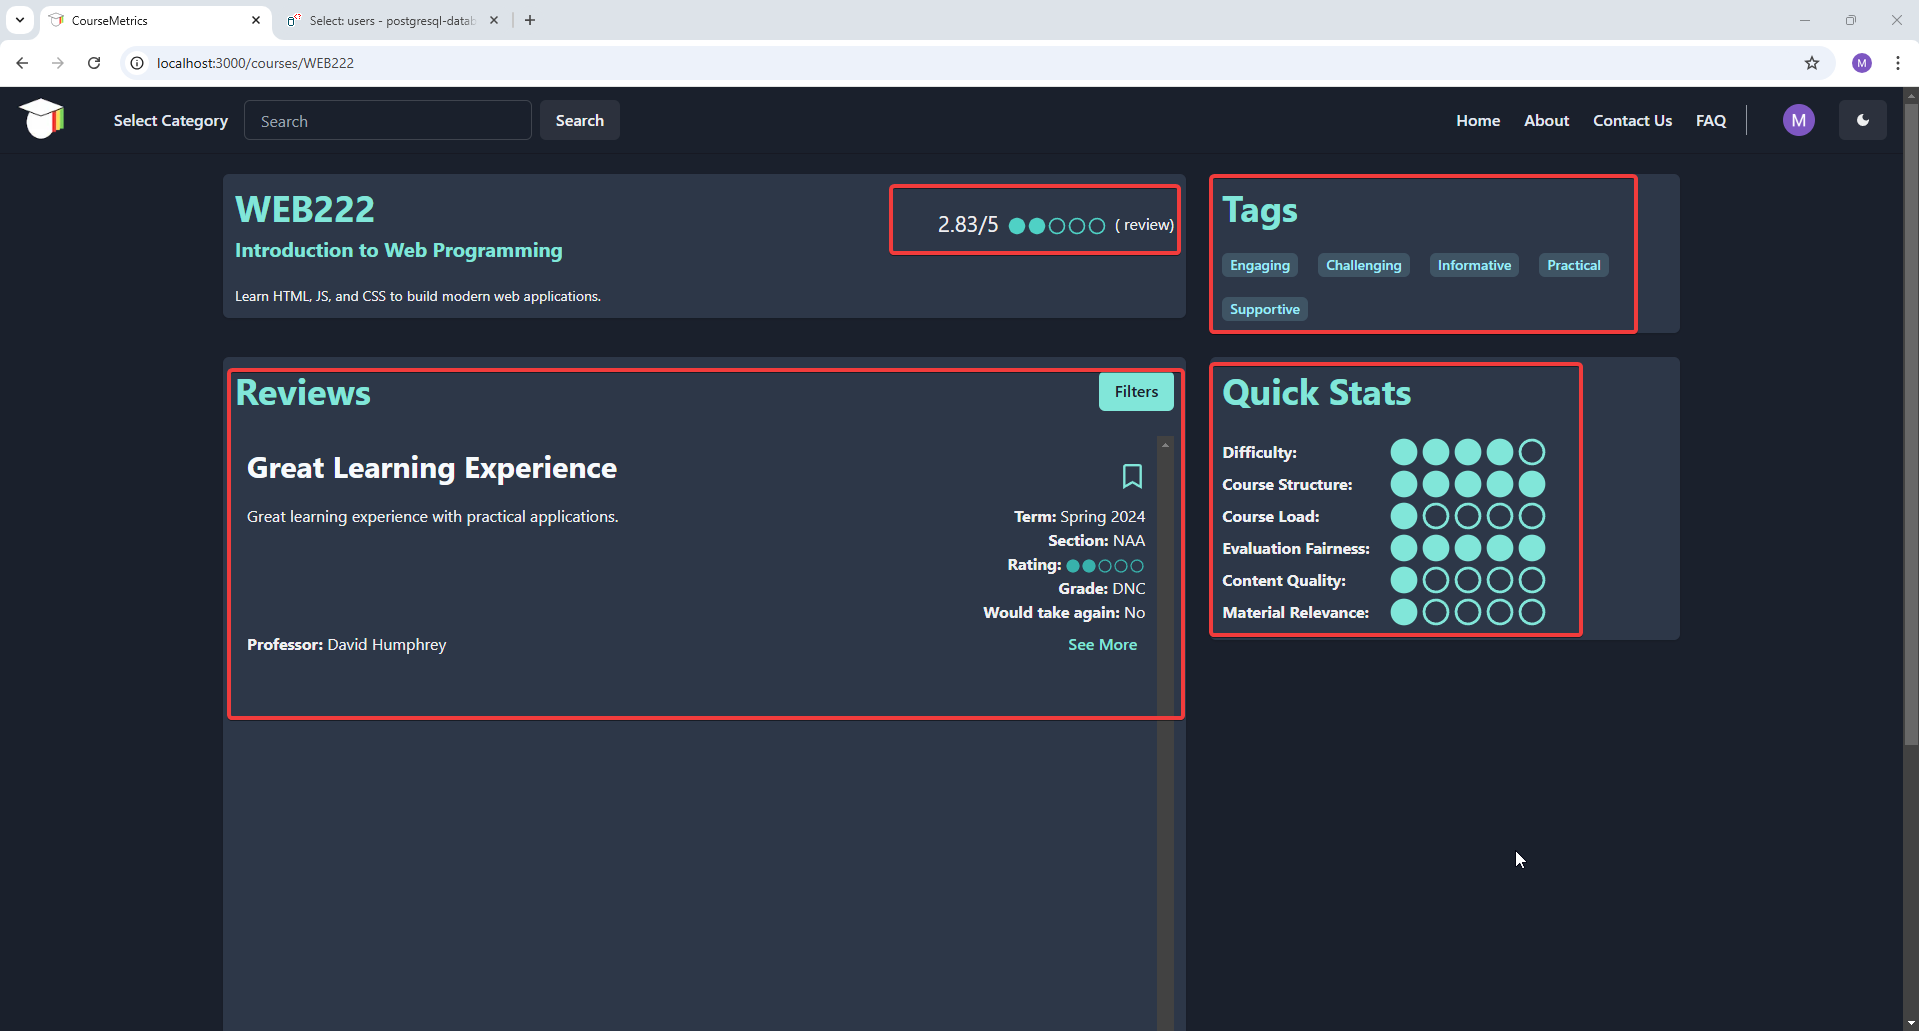 CourseMetrics
Select: users - postgresql-datab
localhost:3000/courses/WEB222
M
Select Category
Search
Search
Home
About
Contact Us
FAQ
M
WEB222
2.83/5
( review)
Introduction to Web Programming
Learn HTML, JS, and CSS to build modern web applications.
Tags
Engaging
Challenging
Informative
Practical
Supportive
Reviews
Filters
Great Learning Experience
Great learning experience with practical applications.
Term: Spring 2024
Section: NAA
Rating:
Grade: DNC
Would take again: No
Professor: David Humphrey
See More
Quick Stats
Difficulty:
Course Structure:
Course Load:
Evaluation Fairness:
Content Quality:
Material Relevance: